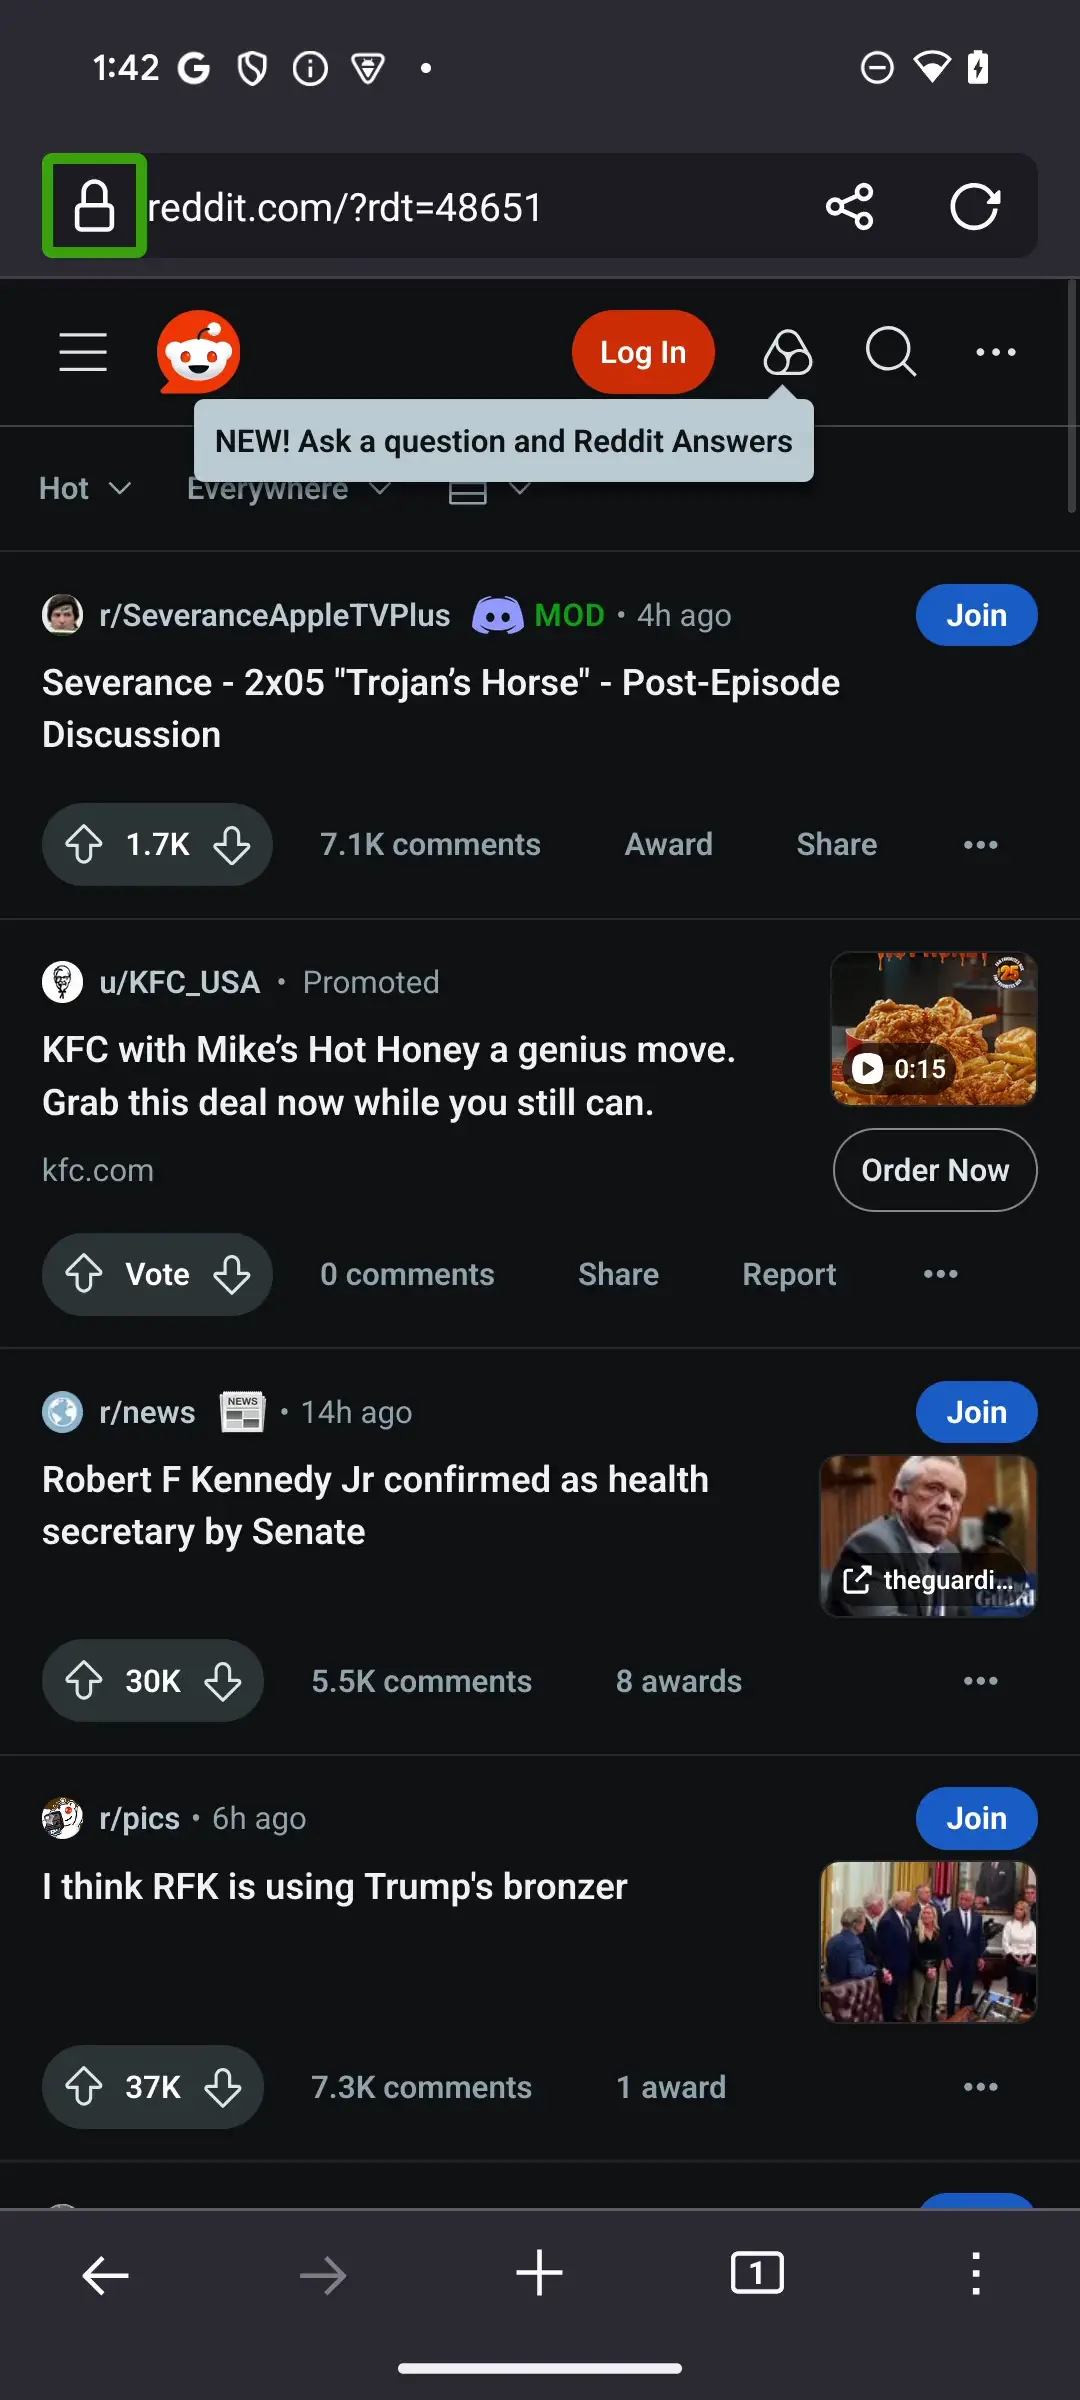 1:42
reddit.com/?rdt=48651
Log In
NEW! Ask a question and Reddit Answers
Hot Everywhere
r/SeveranceAppleTVPlus MOD • 4h ago Join
Severance - 2x05 "Trojan’s Horse" - Post-Episode
Discussion
1.7K 7.1K comments Award Share
u/KFC_USA • Promoted
KFC with Mike’s Hot Honey a genius move.
Grab this deal now while you still can.
0:15
kfc.com
Order Now
Vote 0 comments Share Report
r/news NEWS • 14h ago Join
Robert F Kennedy Jr confirmed as health
secretary by Senate
theguardi...
30K 5.5K comments 8 awards
r/pics • 6h ago Join
I think RFK is using Trump's bronzer
37K 7.3K comments 1 award
1